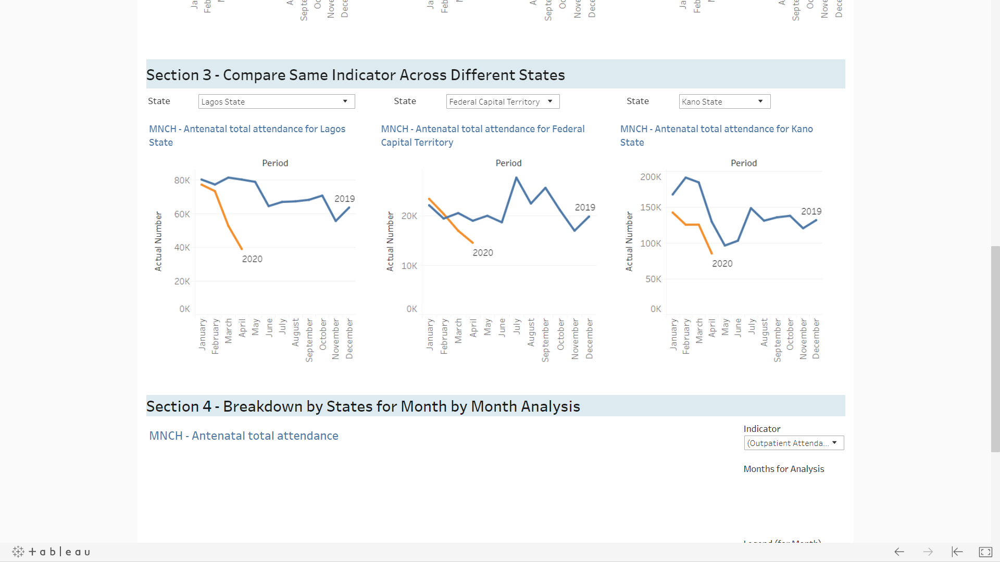 Section 3 - Compare Same Indicator Across Different States
State Lagos State State Federal Capital Territory State Kano State
MNCH - Antenatal total attendance for Lagos
State
MNCH - Antenatal total attendance for Federal
Capital Territory
MNCH - Antenatal total attendance for Kano
State
Period
Actual Number
80K
60K
40K
20K
0K
2019
2020
January February March April May June July August September October November December
Period
Actual Number
20K
10K
0K
2019
2020
January February March April May June July August September October November December
Period
Actual Number
200K
150K
100K
50K
0K
2019
2020
January February March April May June July August September October November December
Section 4 - Breakdown by States for Month by Month Analysis
MNCH - Antenatal total attendance
Indicator
(Outpatient Attenda...
Months for Analysis
Legend (for Month)
tableau